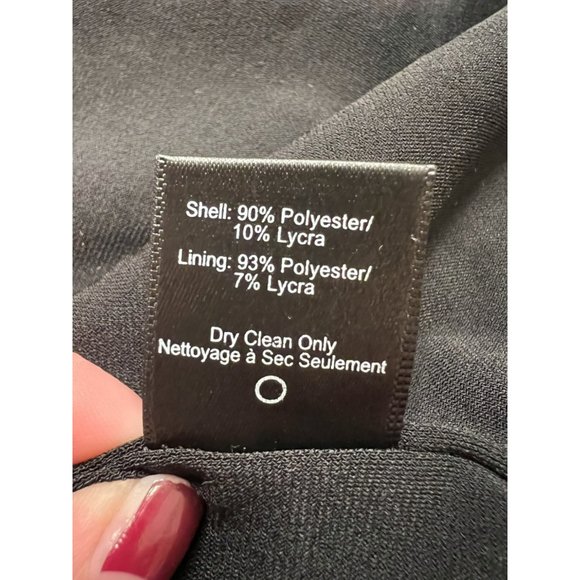 Shell: 90% Polyester/
10% Lycra
Lining: 93% Polyester/
7% Lycra
Dry Clean Only
Nettoyage à Sec Seulement